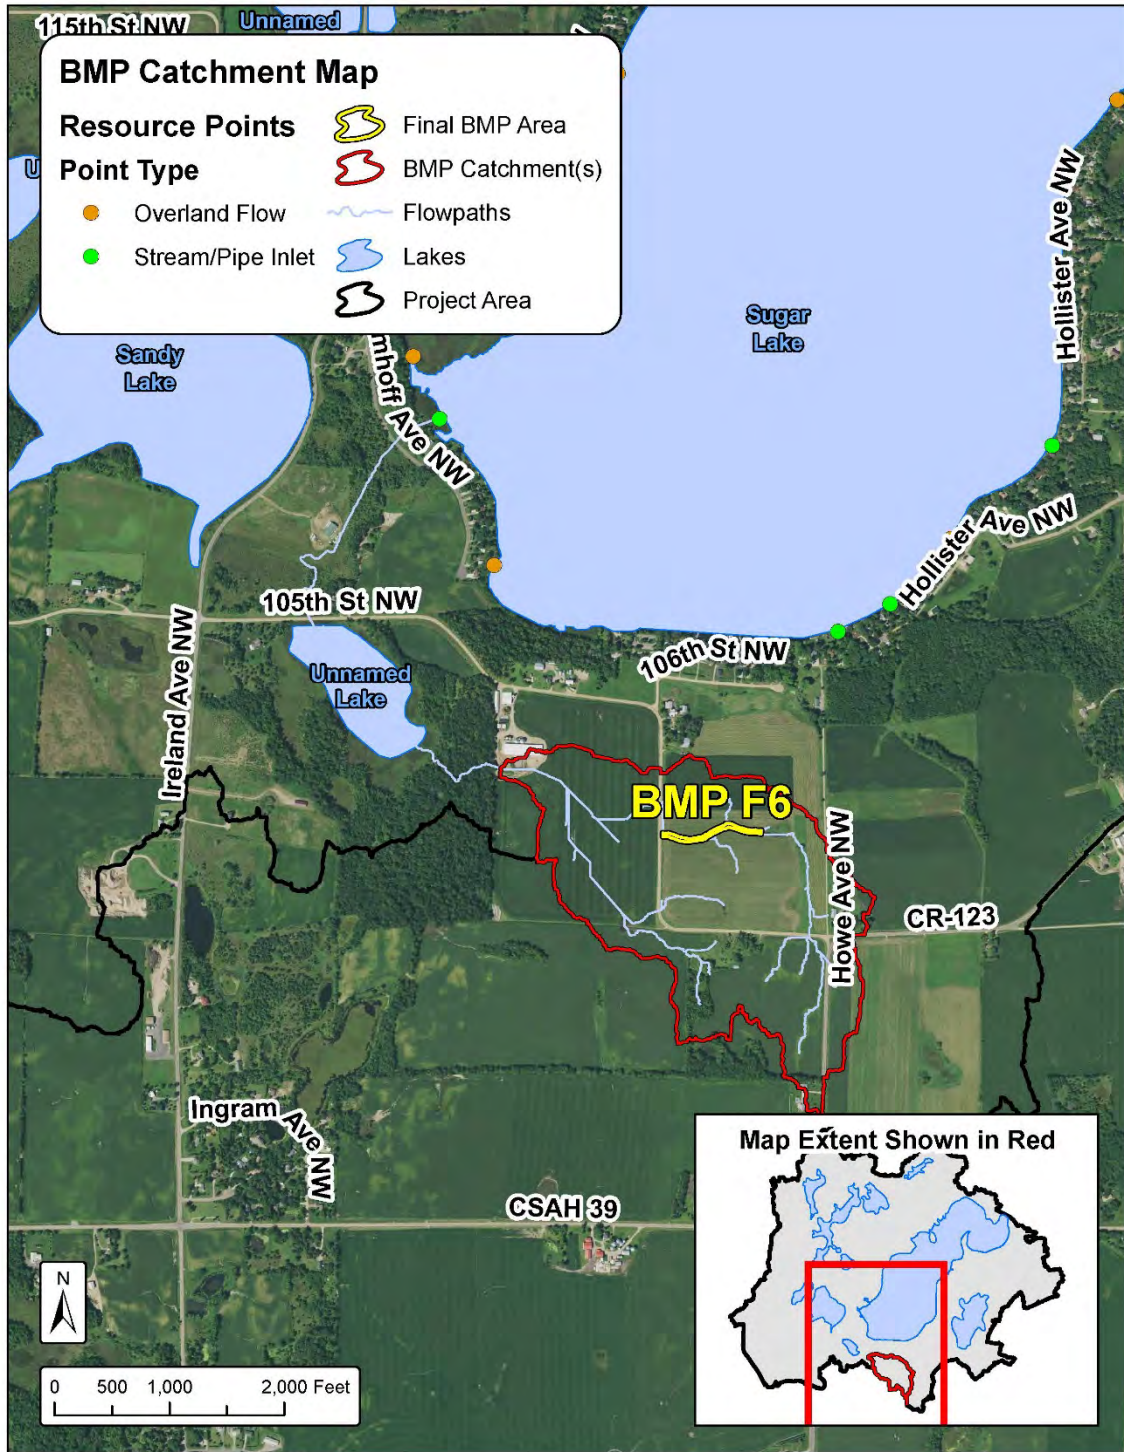 115th St NW
Unnamed
BMP Catchment Map
Resource Points
Point Type
Overland Flow
Stream/Pipe Inlet
Final BMP Area
BMP Catchment(s)
Flowpaths
Lakes
Project Area
Hollister Ave NW
Sugar
Lake
Sandy
Lake
mhoff Ave NW
Hollister Ave NW
105th St NW
106th St NW
Unnamed
Lake
Ireland Ave NW
BMP F6
Howe Ave NW
CR-123
Ingram Ave NW
CSAH 39
Map Extent Shown in Red
N
0 500 1,000 2,000 Feet